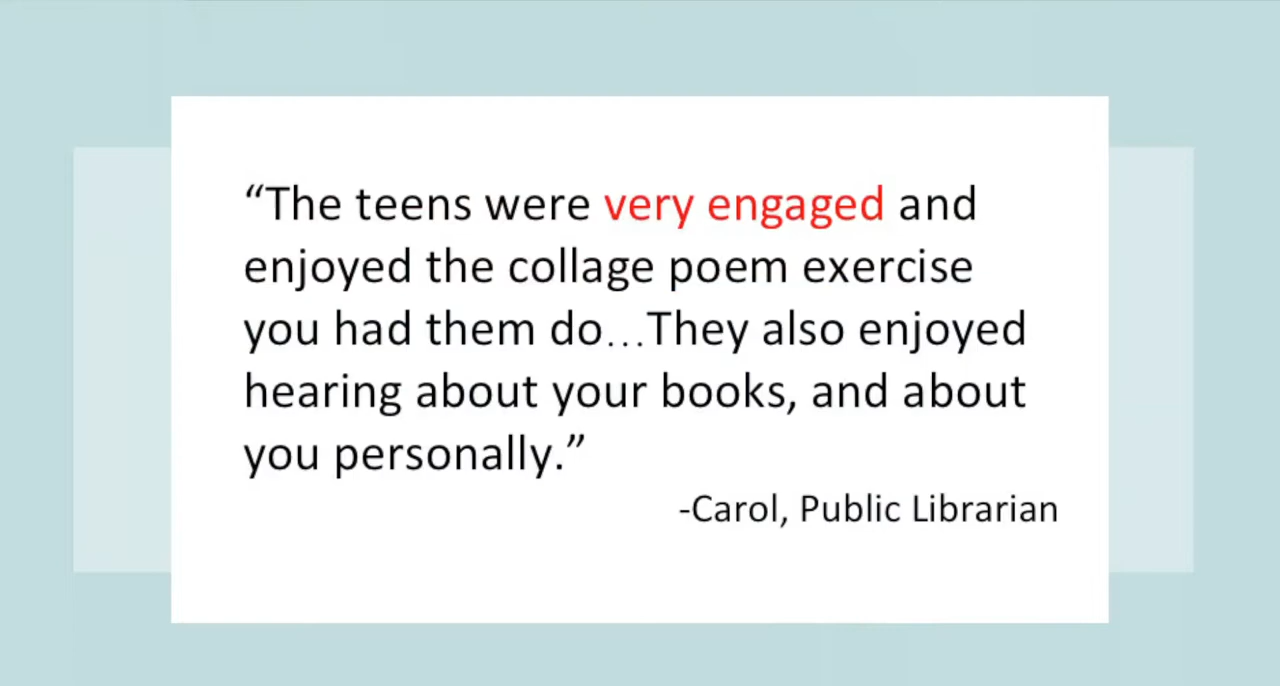 “The teens were very engaged and
enjoyed the collage poem exercise
you had them do...They also enjoyed
hearing about your books, and about
you personally.”
-Carol, Public Librarian